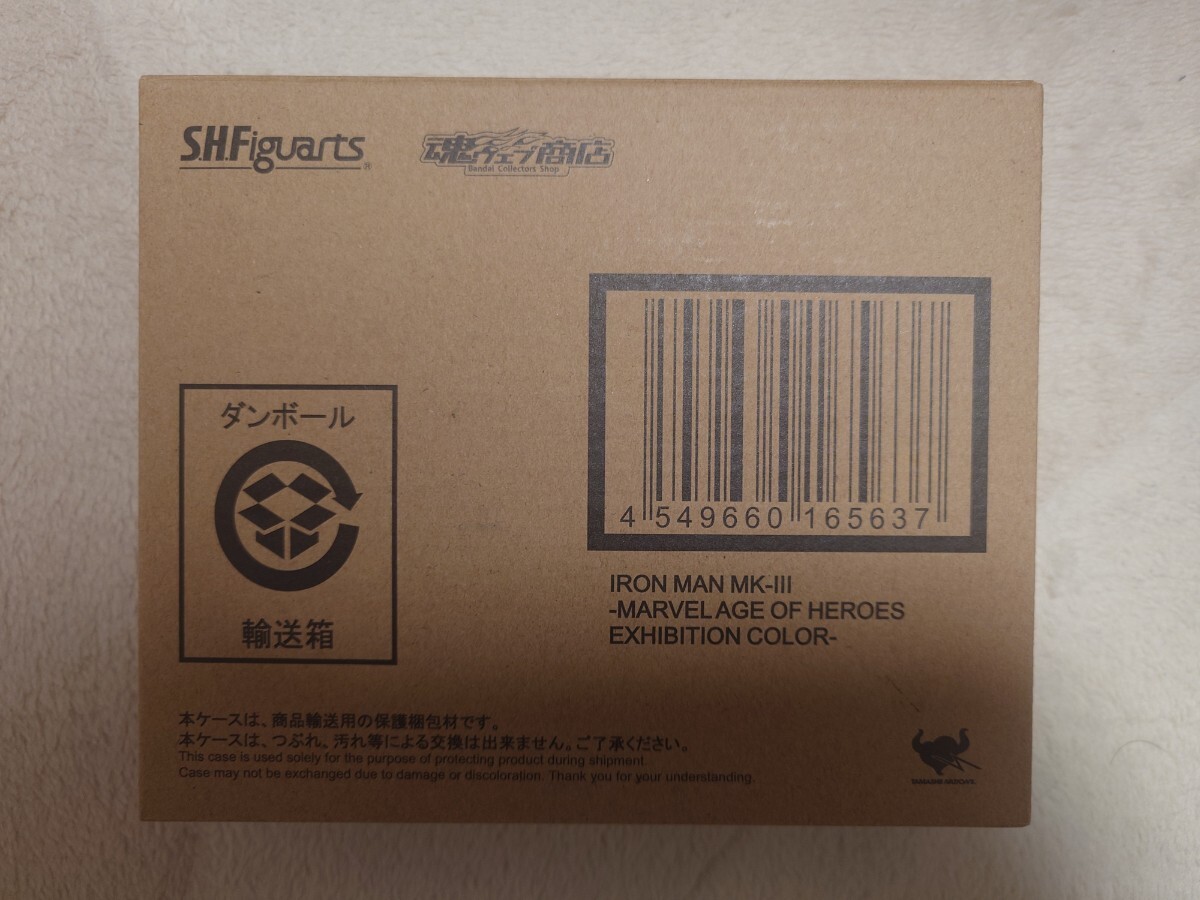 S.H.Figuarts®
魂ウェブ商店
Bandai Collectors Shop
4 549660 165637
IRON MAN MK-III
-MARVEL AGE OF HEROES
EXHIBITION COLOR-
ダンボール
輸送箱
本ケースは、商品輸送用の保護梱包材です。
本ケースは、つぶれ、汚れ等による交換は出来ません。ご了承ください。
This case is used solely for the purpose of protecting product during shipment.
Case may not be exchanged due to damage or discoloration. Thank you for your understanding.
TAMASHII NATIONS